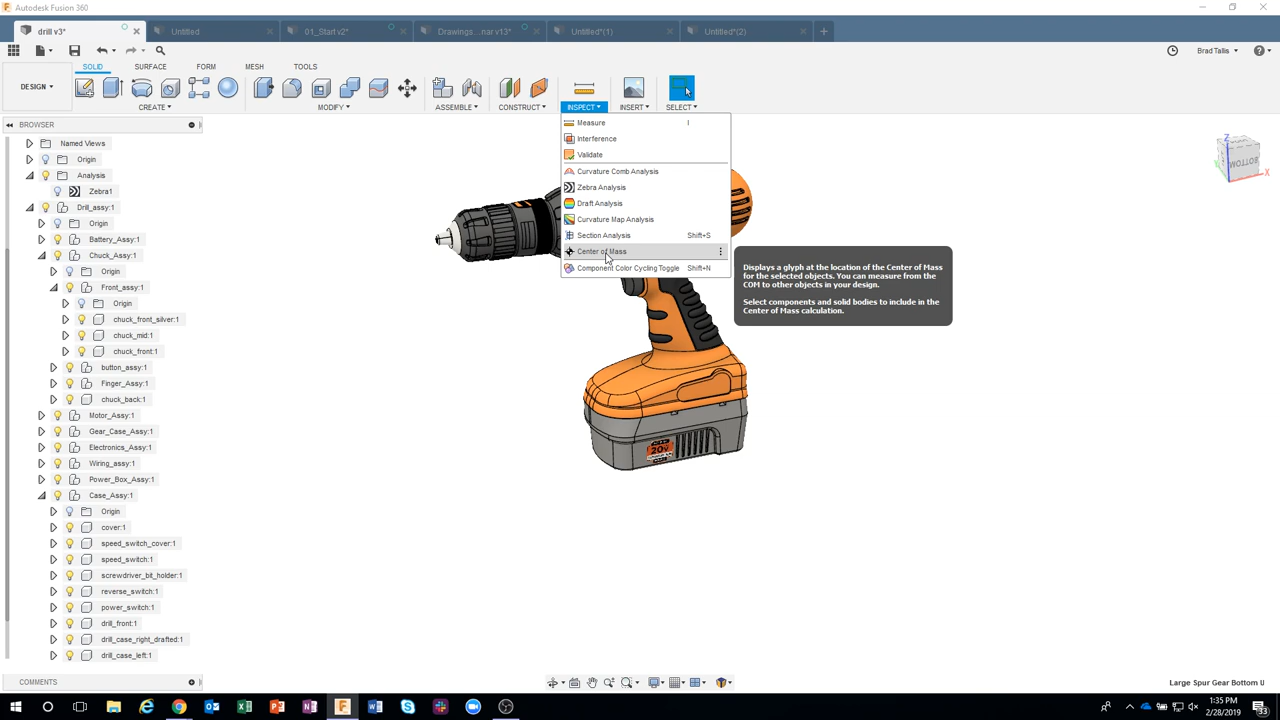 Autodesk Fusion 360
drill v3*
Untitled
01_Start v2*
Drawings:...nar v13*
Untitled*(1)
Untitled*(2)
Brad Tallis
SOLID
SURFACE
FORM
MESH
TOOLS
DESIGN
CREATE
MODIFY
ASSEMBLE
CONSTRUCT
INSPECT
INSERT
SELECT
BROWSER
Named Views
Origin
Analysis
Zebra1
Drill_assy:1
Origin
Battery_Assy:1
Chuck_Assy:1
Origin
Front_assy:1
Origin
chuck_front_silver:1
chuck_mid:1
chuck_front:1
button_assy:1
Finger_Assy:1
chuck_back:1
Motor_Assy:1
Gear_Case_Assy:1
Electronics_Assy:1
Wiring_assy:1
Power_Box_Assy:1
Case_Assy:1
Origin
cover:1
speed_switch_cover:1
speed_switch:1
screwdriver_bit_holder:1
reverse_switch:1
power_switch:1
drill_front:1
drill_case_right_drafted:1
drill_case_left:1
Measure I
Interference
Validate
Curvature Comb Analysis
Zebra Analysis
Draft Analysis
Curvature Map Analysis
Section Analysis Shift+S
Center of Mass
Component Color Cycling Toggle Shift+N
Displays a glyph at the location of the Center of Mass
for the selected objects. You can measure from the
COM to other objects in your design.
Select components and solid bodies to include in the
Center of Mass calculation.
Z
Y
X
BOTTOM
20V
COMMENTS
Large Spur Gear Bottom U
1:35 PM
2/28/2019
33